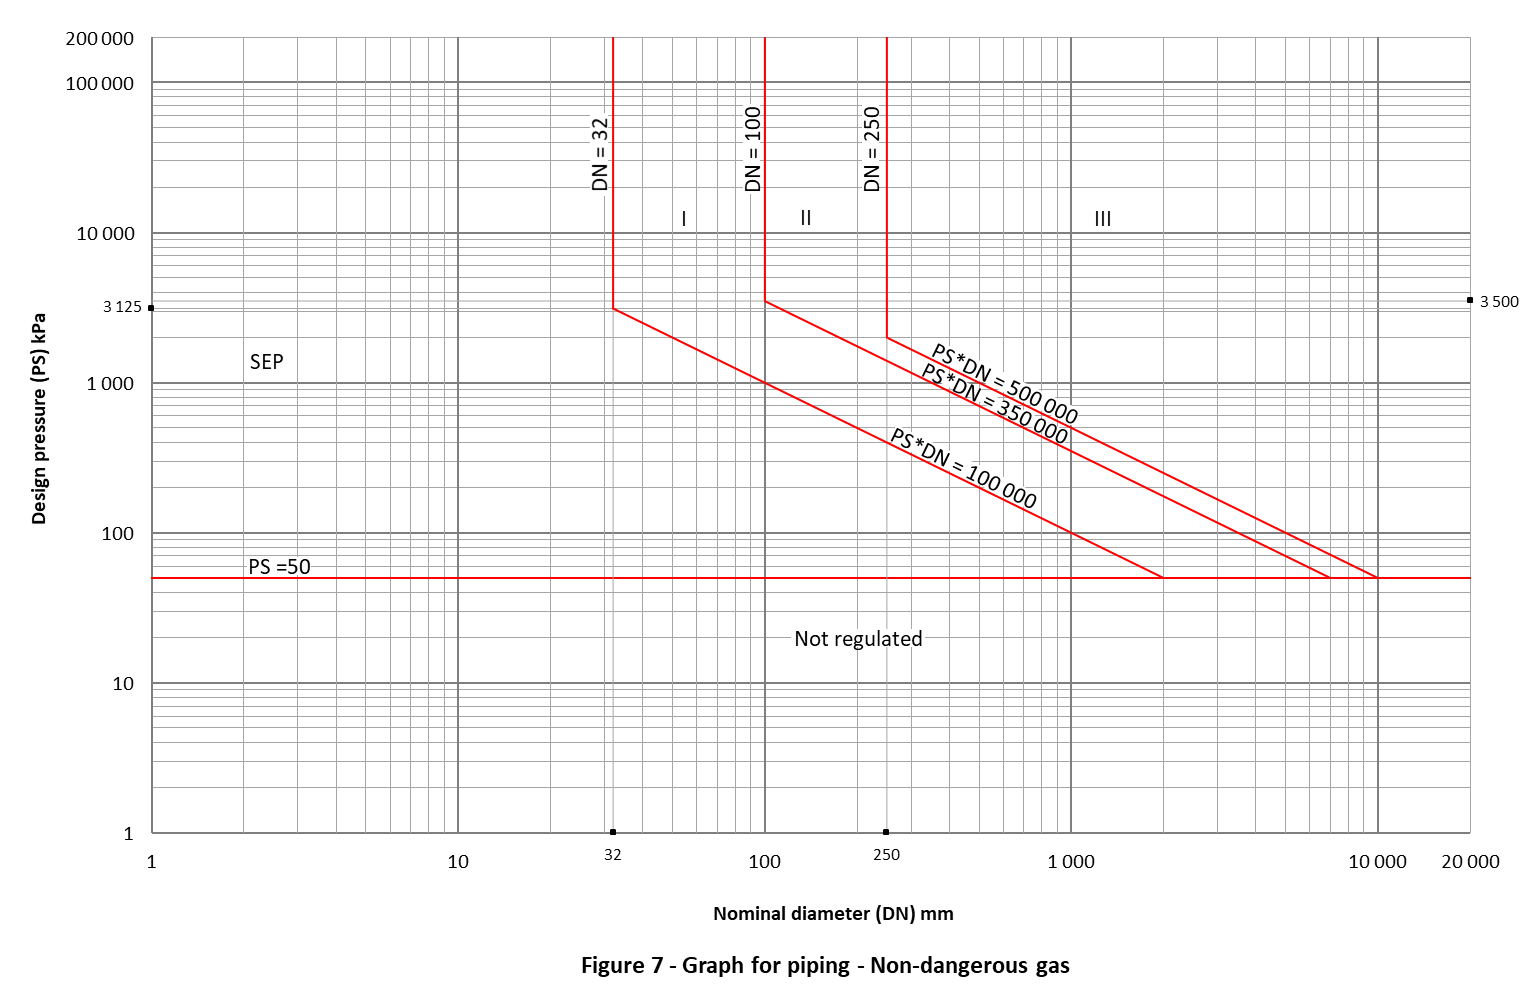 200 000
100 000
DN = 32
DN = 100
DN = 250
I
II
III
10 000
3 125
3 500
Design pressure (PS) kPa
SEP
PS*DN = 500 000
PS*DN = 350 000
1 000
PS*DN = 100 000
100
PS =50
Not regulated
10
1
1
10
32
100
250
1 000
10 000
20 000
Nominal diameter (DN) mm
Figure 7 - Graph for piping - Non-dangerous gas